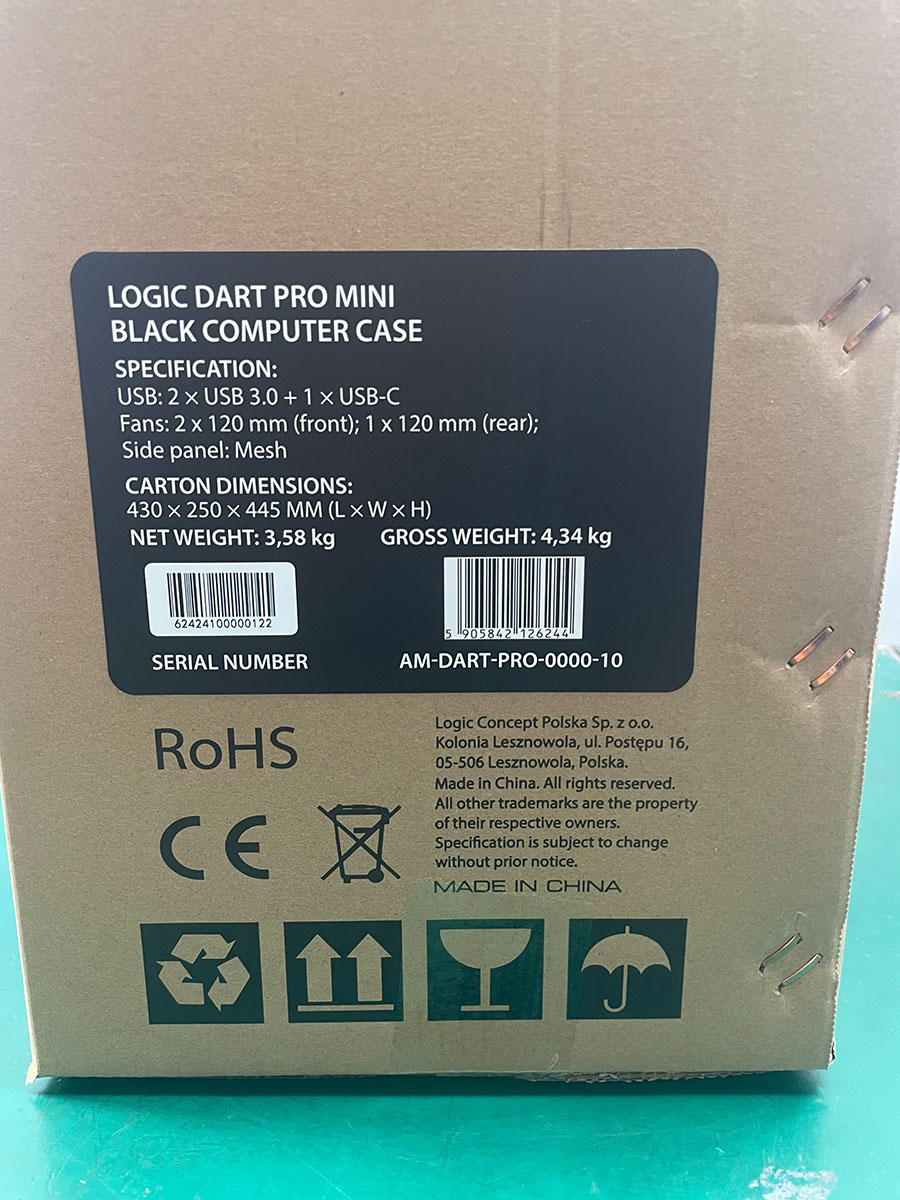 LOGIC DART PRO MINI
BLACK COMPUTER CASE
SPECIFICATION:
USB: 2 × USB 3.0 + 1 × USB-C
Fans: 2 x 120 mm (front); 1 x 120 mm (rear);
Side panel: Mesh
CARTON DIMENSIONS:
430 × 250 × 445 MM (L × W × H)
NET WEIGHT: 3,58 kg GROSS WEIGHT: 4,34 kg
62424100000122
5 905842 126244
SERIAL NUMBER AM-DART-PRO-0000-10
RoHS
CE
Logic Concept Polska Sp. z o.o.
Kolonia Lesznowola, ul. Postępu 16,
05-506 Lesznowola, Polska.
Made in China. All rights reserved.
All other trademarks are the property
of their respective owners.
Specification is subject to change
without prior notice.
MADE IN CHINA